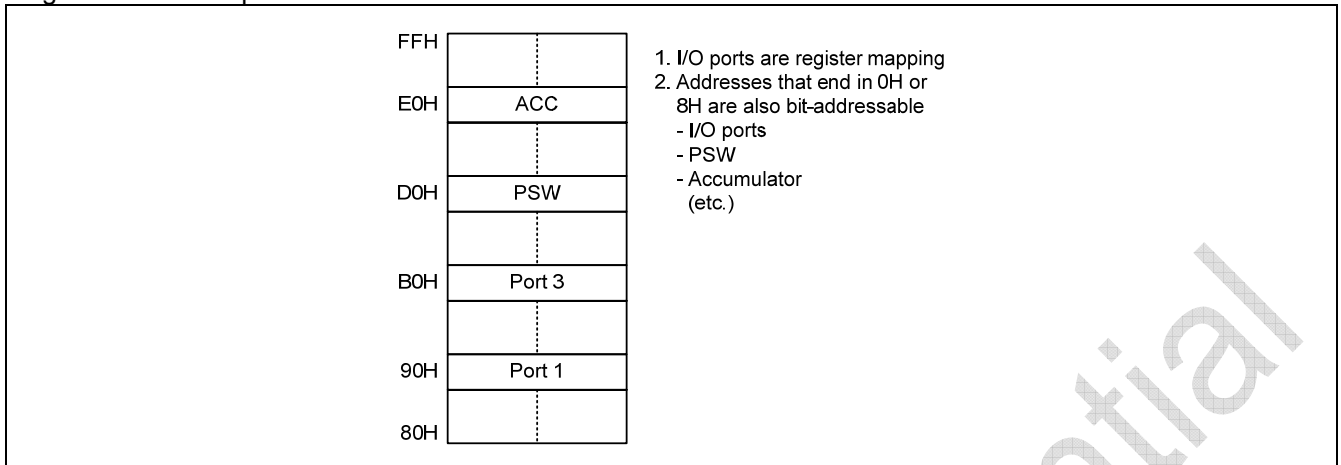 FFH
E0H ACC
D0H PSW
B0H Port 3
90H Port 1
80H
1. I/O ports are register mapping
2. Addresses that end in 0H or
8H are also bit-addressable
- I/O ports
- PSW
- Accumulator
(etc.)
ntial